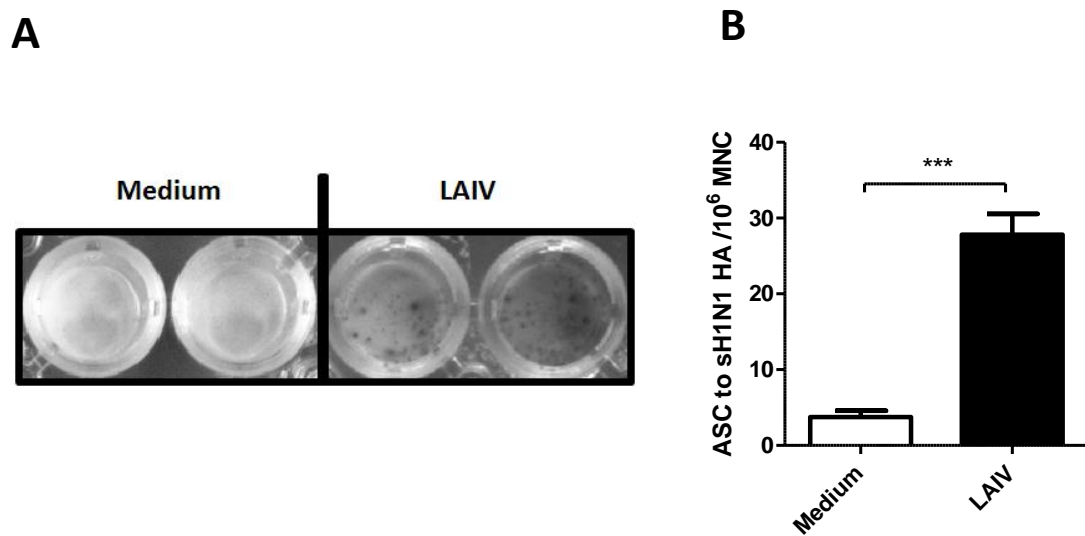 A
B
Medium
LAIV
ASC to sH1N1 HA /10⁶ MNC
40
30
20
10
0
***
Medium
LAIV